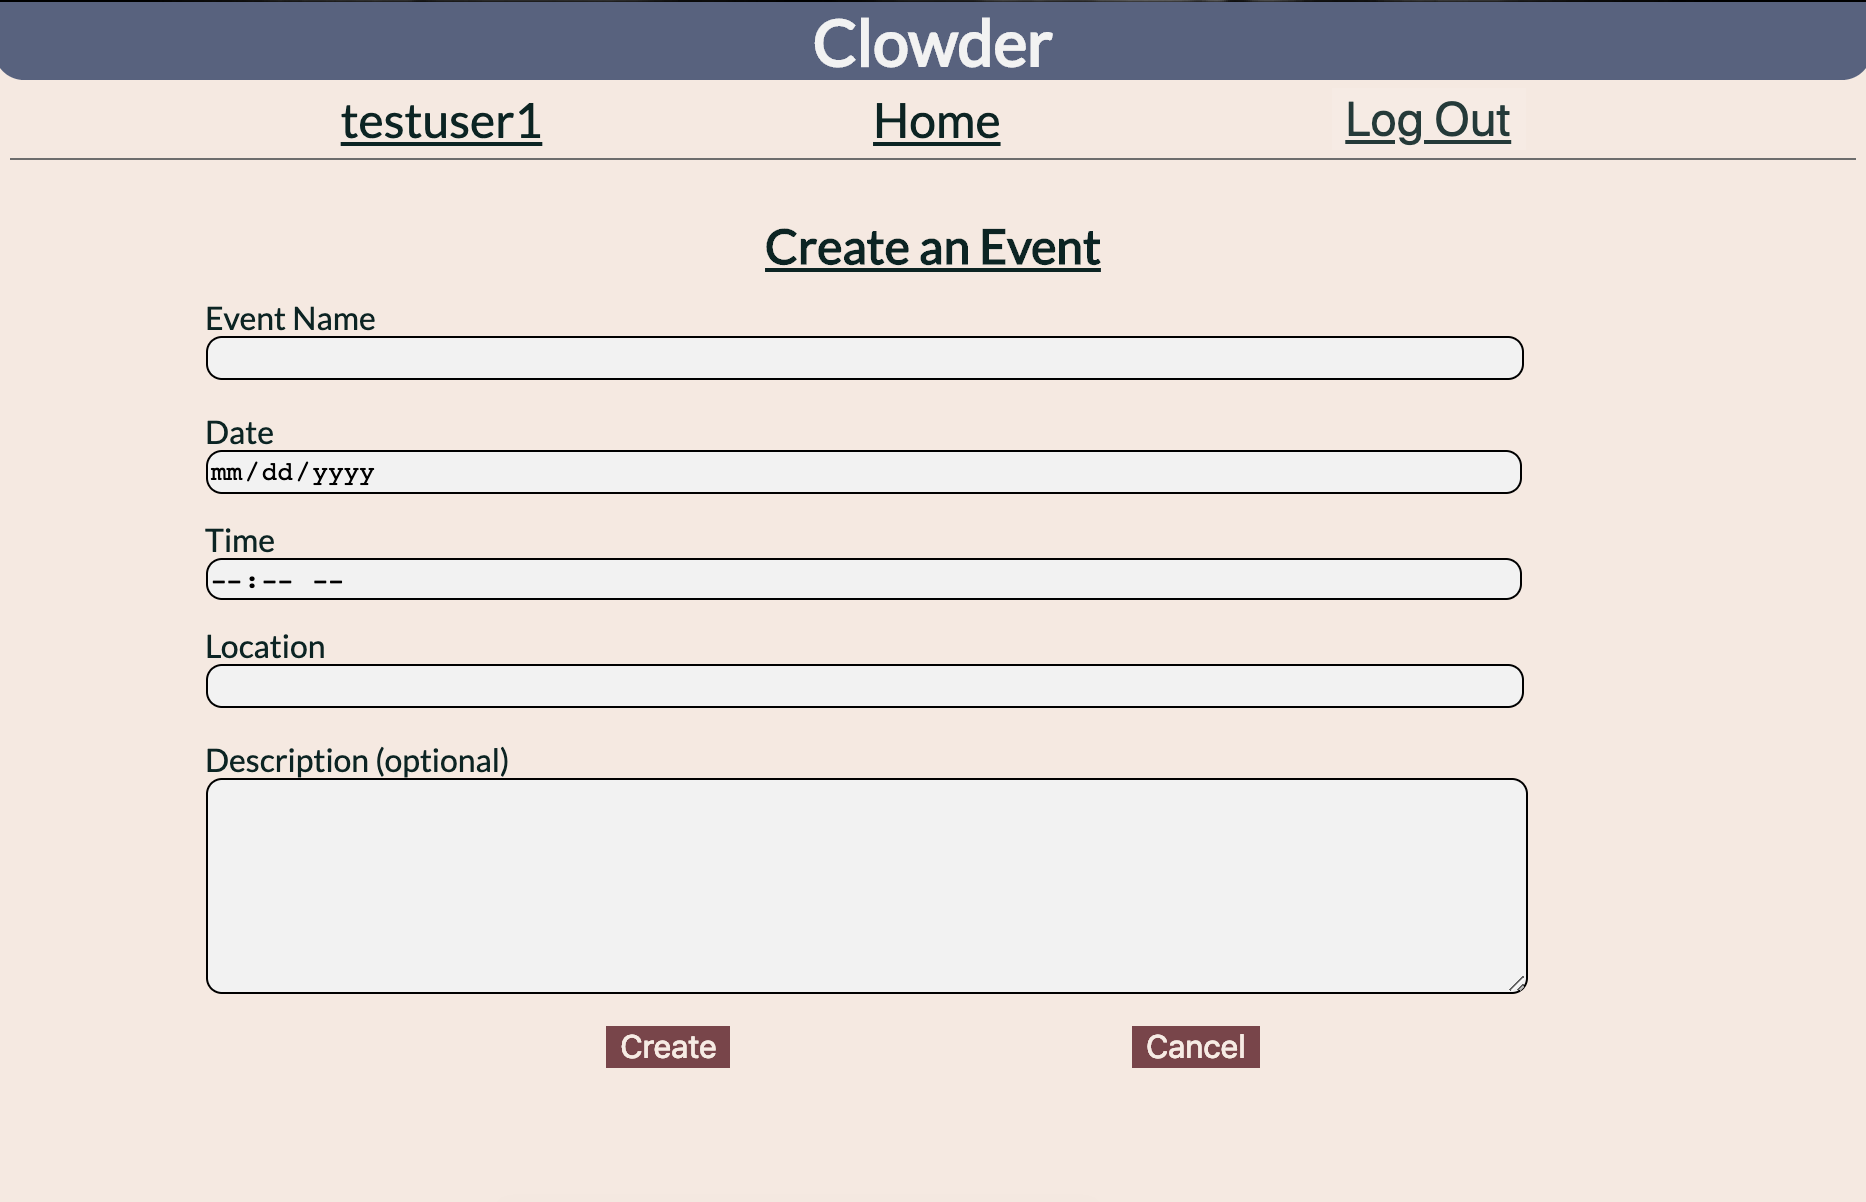 Clowder
testuser1 Home Log Out
Create an Event
Event Name
Date
mm/dd/yyyy
Time
--:-- --
Location
Description (optional)
Create Cancel